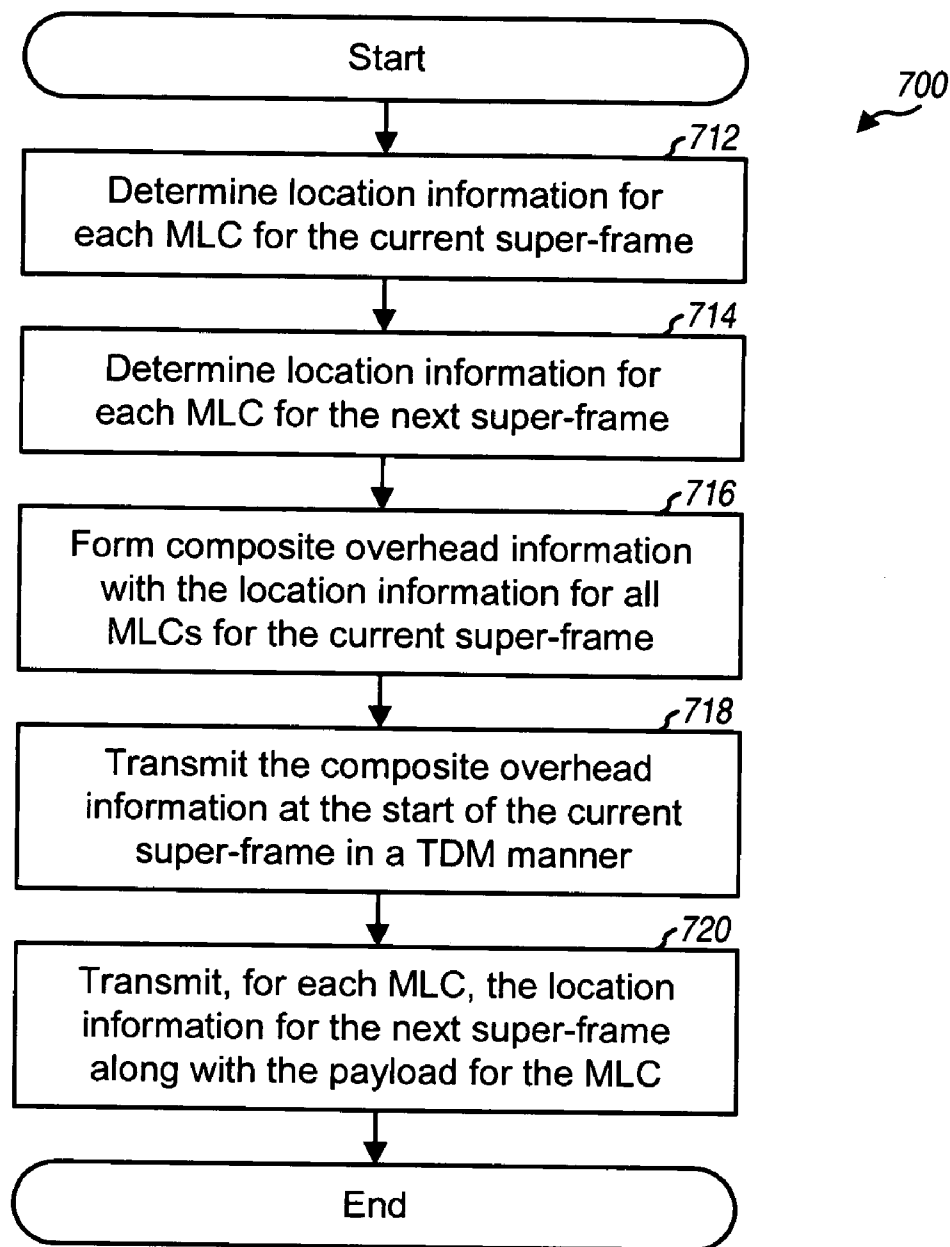 Start
700
712
Determine location information for
each MLC for the current super-frame
714
Determine location information for
each MLC for the next super-frame
716
Form composite overhead information
with the location information for all
MLCs for the current super-frame
718
Transmit the composite overhead
information at the start of the current
super-frame in a TDM manner
720
Transmit, for each MLC, the location
information for the next super-frame
along with the payload for the MLC
End